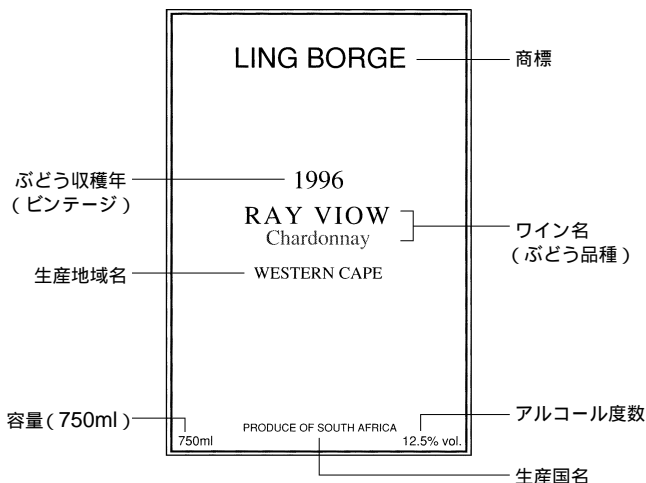 LING BORGE
商標
ぶどう収穫年
(ビンテージ)
1996
RAY VIOW
Chardonnay
ワイン名
(ぶどう品種)
生産地域名
WESTERN CAPE
容量(750ml)
750ml
PRODUCE OF SOUTH AFRICA
12.5% vol.
アルコール度数
生産国名